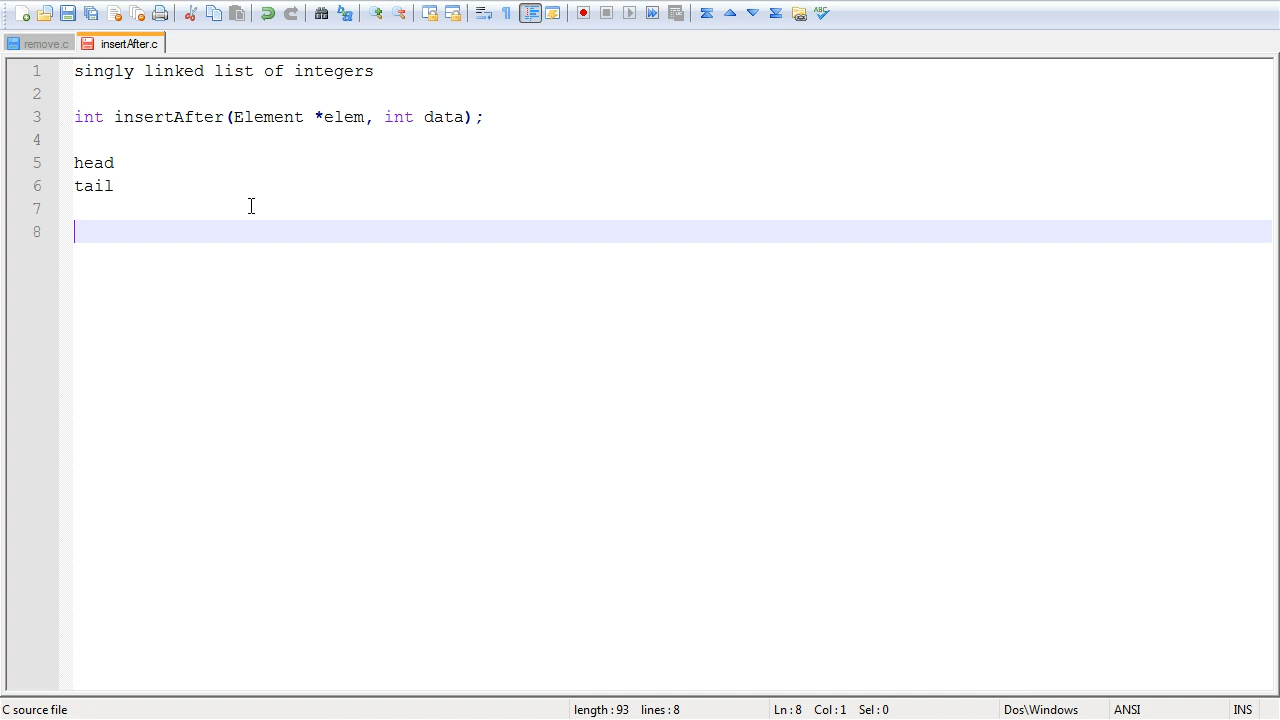 remove.c insertAfter.c
1 singly linked list of integers
2
3 int insertAfter(Element *elem, int data);
4
5 head
6 tail
7
8
C source file length : 93 lines : 8 Ln : 8 Col : 1 Sel : 0 Dos\Windows ANSI INS